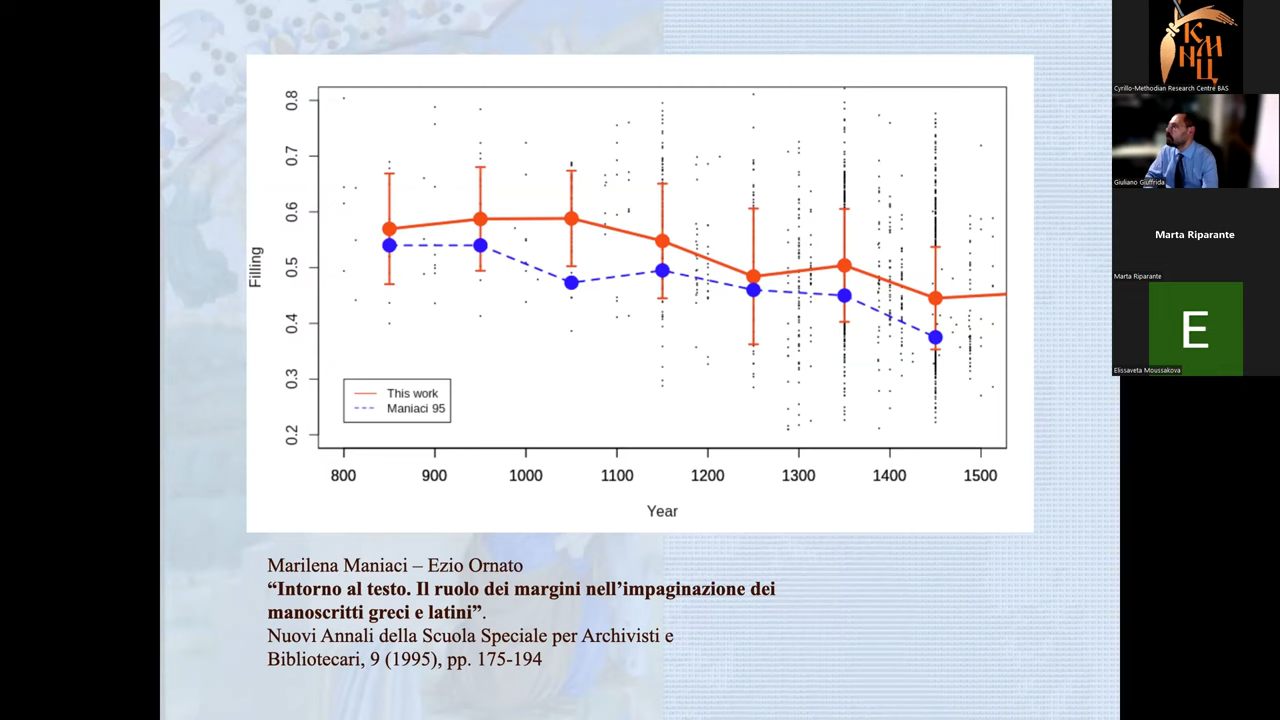 0.8
0.7
0.6
0.5
0.4
0.3
0.2
Filling
This work
Maniaci 95
800 900 1000 1100 1200 1300 1400 1500
Year
Marilena Maniaci – Ezio Ornato
“Intorno al testo. Il ruolo dei margini nell’impaginazione dei
manoscritti greci e latini”.
Nuovi Annali della Scuola Speciale per Archivisti e
Bibliotecari, 9 (1995), pp. 175-194
К
М
Н
Ц
Cyrillo-Methodian Research Centre BAS
Giuliano Giuffrida
Marta Riparante
Marta Riparante
E
Elissaveta Moussakova